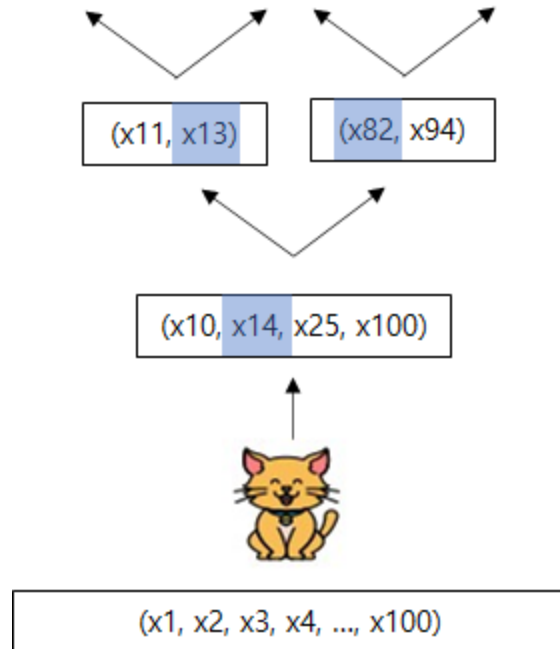 (x11, x13)
(x82, x94)
(x10, x14, x25, x100)
(x1, x2, x3, x4, ..., x100)